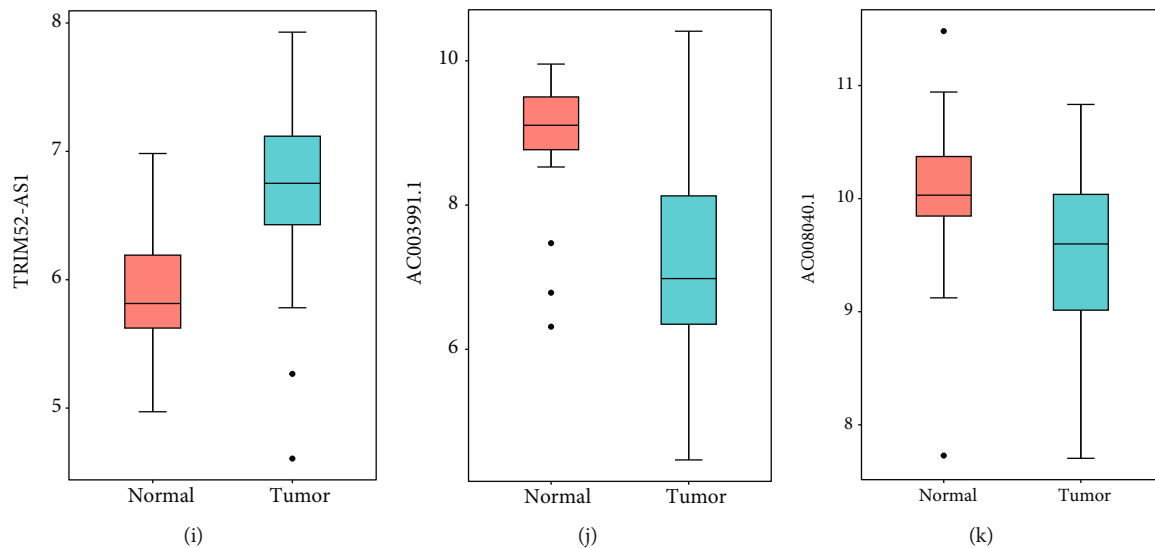 TRIM52-AS1
8
7
6
5
Normal
Tumor
(i)
AC003991.1
10
8
6
Normal
Tumor
(j)
AC008040.1
11
10
9
8
Normal
Tumor
(k)